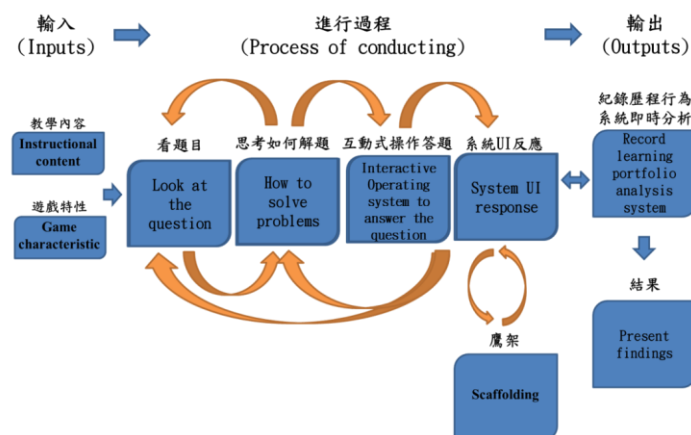 輸入
(Inputs)
進行過程
(Process of conducting)
輸出
(Outputs)
教學內容
Instructional
content
遊戲特性
Game
characteristic
看題目
Look at
the
question
思考如何解題
How to
solve
problems
互動式操作答題
Interactive
Operating
system to
answer the
question
系統UI反應
System UI
response
鷹架
Scaffolding
紀錄歷程行為
系統即時分析
Record
learning
portfolio
analysis
system
結果
Present
findings